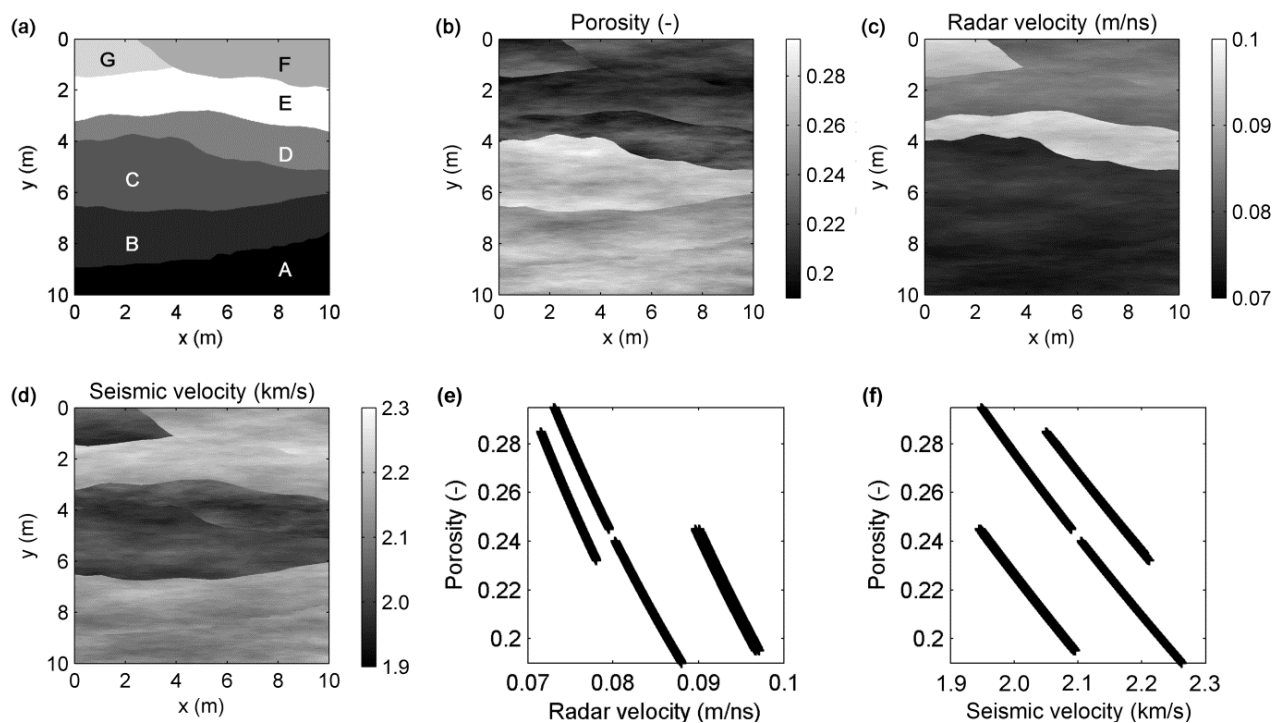 (a)
G
F
E
D
C
B
A
0
2
4
6
8
10
y (m)
0 2 4 6 8 10
x (m)
(b) Porosity (-)
0
2
4
6
8
10
y (m)
0 2 4 6 8 10
x (m)
0.28
0.26
0.24
0.22
0.2
(c) Radar velocity (m/ns)
0
2
4
6
8
10
y (m)
0 2 4 6 8 10
x (m)
0.1
0.09
0.08
0.07
(d) Seismic velocity (km/s)
0
2
4
6
8
10
y (m)
0 2 4 6 8 10
x (m)
2.3
2.2
2.1
2.0
1.9
(e)
0.28
0.26
0.24
0.22
0.2
Porosity (-)
0.07 0.08 0.09 0.1
Radar velocity (m/ns)
(f)
0.28
0.26
0.24
0.22
0.2
Porosity (-)
1.9 2.0 2.1 2.2 2.3
Seismic velocity (km/s)